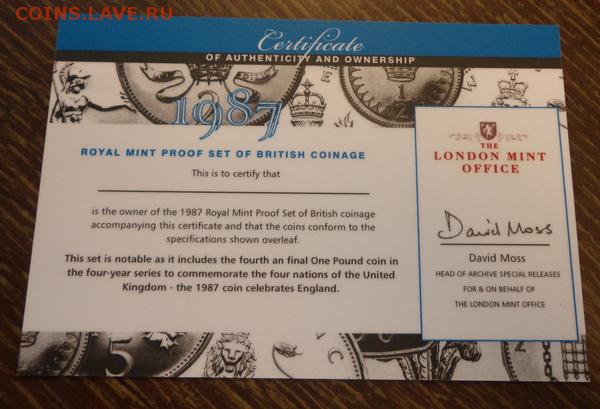 COINS.LAVE.RU
Certificate
OF AUTHENTICITY AND OWNERSHIP
1987
ROYAL MINT PROOF SET OF BRITISH COINAGE
This is to certify that
is the owner of the 1987 Royal Mint Proof Set of British coinage
accompanying this certificate and that the coins conform to the
specifications shown overleaf.
This set is notable as it includes the fourth an final One Pound coin in
the four-year series to commemorate the four nations of the United
Kingdom - the 1987 coin celebrates England.
THE
LONDON MINT
OFFICE
David Moss
David Moss
HEAD OF ARCHIVE SPECIAL RELEASES
FOR & ON BEHALF OF
THE LONDON MINT OFFICE
1
2
2
5